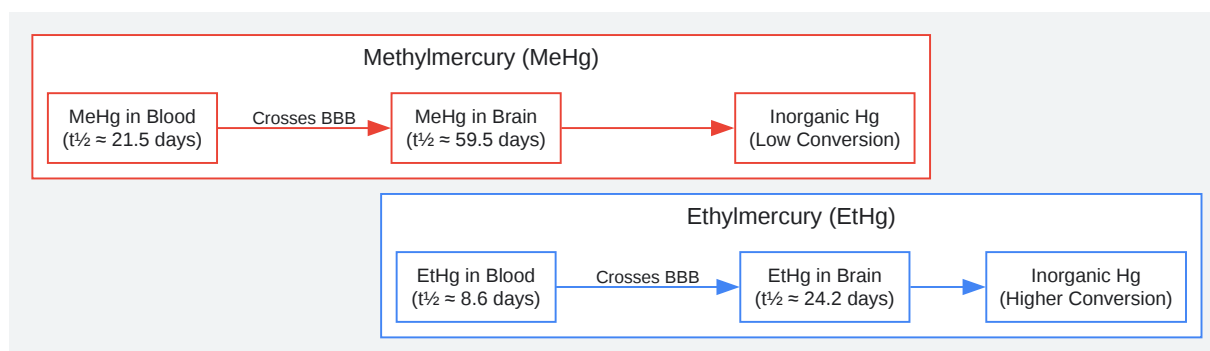 Methylmercury (MeHg)
MeHg in Blood
(t½ ≈ 21.5 days)
Crosses BBB
MeHg in Brain
(t½ ≈ 59.5 days)
Inorganic Hg
(Low Conversion)
Ethylmercury (EtHg)
EtHg in Blood
(t½ ≈ 8.6 days)
Crosses BBB
EtHg in Brain
(t½ ≈ 24.2 days)
Inorganic Hg
(Higher Conversion)